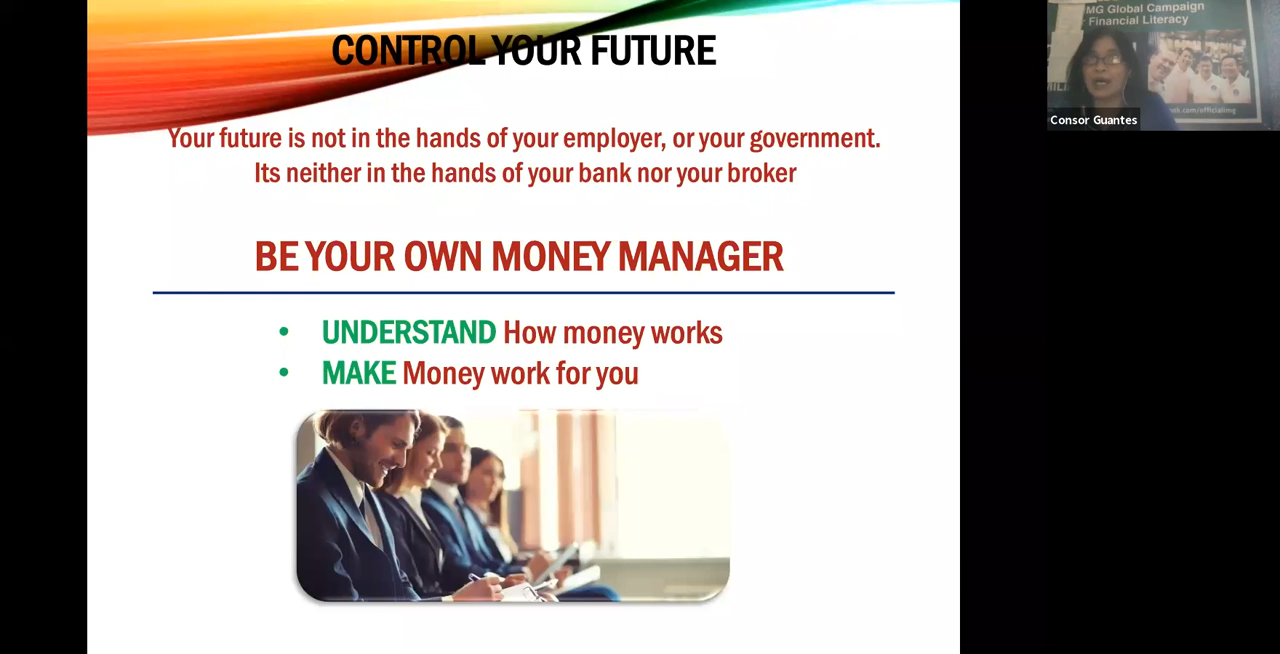 CONTROL YOUR FUTURE
Your future is not in the hands of your employer, or your government.
Its neither in the hands of your bank nor your broker
BE YOUR OWN MONEY MANAGER
• UNDERSTAND How money works
• MAKE Money work for you
MG Global Campaign
Financial Literacy
Consor Guantes